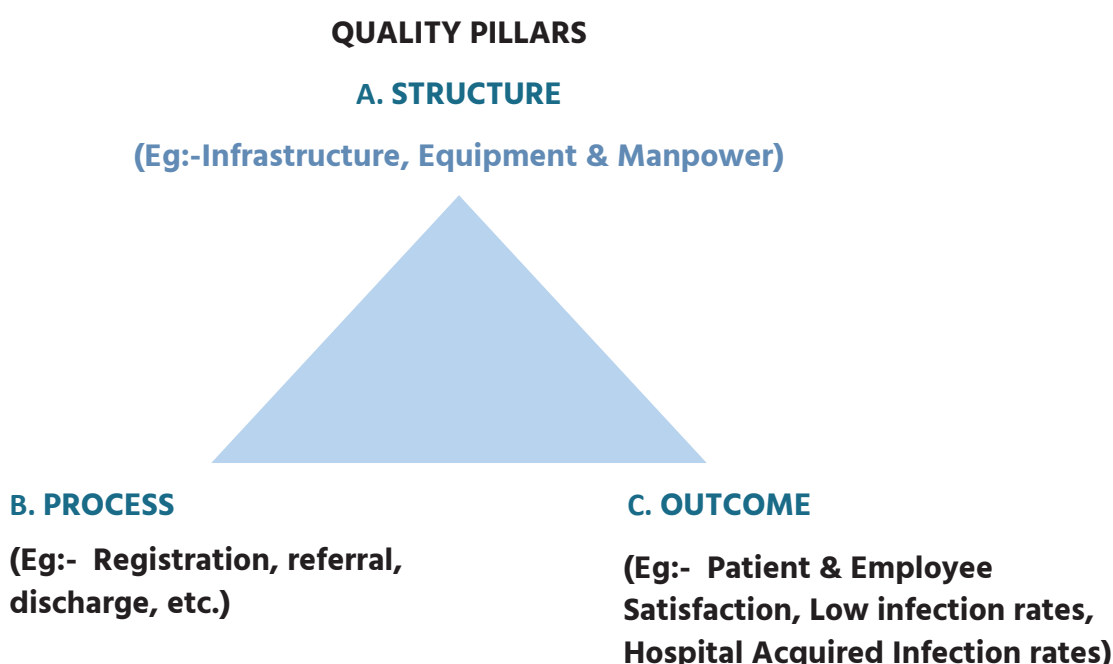 QUALITY PILLARS
A. STRUCTURE
(Eg:-Infrastructure, Equipment & Manpower)
B. PROCESS
(Eg:- Registration, referral,
discharge, etc.)
C. OUTCOME
(Eg:- Patient & Employee
Satisfaction, Low infection rates,
Hospital Acquired Infection rates)